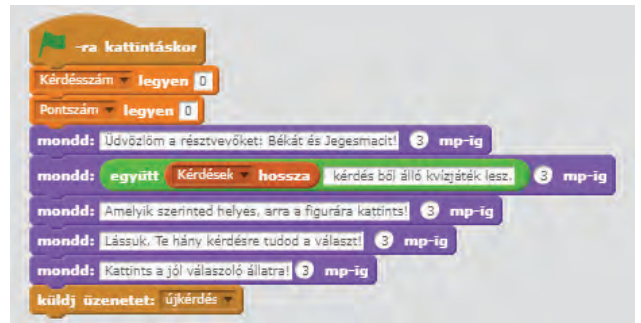 -ra kattintáskor
Kérdésszám legyen 0
Pontszám legyen 0
mondd: Üdvözlöm a résztvevőket: Békát és Jegesmacit! 3 mp-ig
mondd: együtt Kérdések hossza kérdés ből álló kvízjáték lesz. 3 mp-ig
mondd: Amelyik szerinted helyes, arra a figurára kattints! 3 mp-ig
mondd: Lássuk, Te hány kérdésre tudod a választ! 3 mp-ig
mondd: Kattints a jól válaszoló állatra! 3 mp-ig
küldj üzenetet: újkérdés